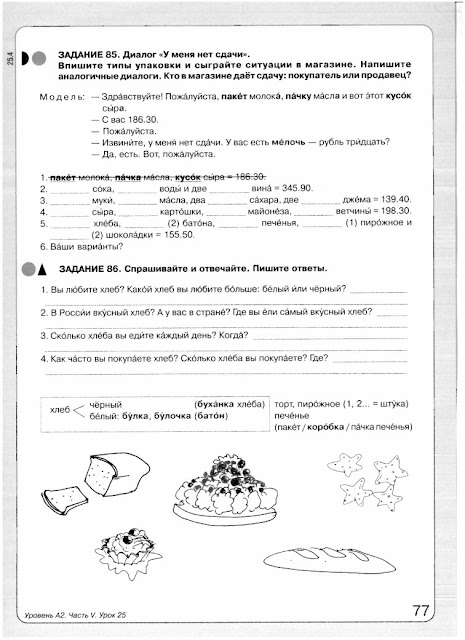 25.4
ЗАДАНИЕ 85. Диалог «У меня нет сдачи».
Впишите типы упаковки и сыграйте ситуации в магазине. Напишите
аналогичные диалоги. Кто в магазине даёт сдачу: покупатель или продавец?
Модель: — Здра́вствуйте! Пожа́луйста, паке́т молока́, па́чку ма́сла и вот э́тот кусо́к
сы́ра.
— С вас 186.30.
— Пожа́луйста.
— Извини́те, у меня́ нет сда́чи. У вас есть ме́лочь — рубль три́дцать?
— Да, есть. Вот, пожа́луйста.
1. паке́т молока́, па́чка ма́сла, кусо́к сы́ра = 186.30.
2. ________ со́ка, ________ воды́ и две ________ вина́ = 345.90.
3. ________ муки́, ________ ма́сла, два ________ са́хара, две ________ дже́ма = 139.40.
4. ________ сы́ра, ________ карто́шки, ________ майоне́за, ________ ветчины́ = 198.30.
5. ________ хле́ба, ________ (2) бато́на, ________ пече́нья, ________ (1) пиро́жное и
________ (2) шокола́дки = 155.50.
6. Ва́ши вариа́нты?
ЗАДАНИЕ 86. Спрашивайте и отвечайте. Пишите ответы.
1. Вы лю́бите хлеб? Како́й хлеб вы лю́бите бо́льше: бе́лый и́ли чёрный? ________
2. В Росси́и вку́сный хлеб? А у вас в стране́? Где вы е́ли са́мый вку́сный хлеб? ________
3. Ско́лько хле́ба вы еди́те ка́ждый день? Когда́? ________
4. Как ча́сто вы покупа́ете хлеб? Ско́лько хле́ба вы покупа́ете? Где? ________
хлеб
чёрный (буха́нка хле́ба)
бе́лый: бу́лка, бу́лочка (бато́н)
торт, пиро́жное (1, 2... = шту́ка)
пече́нье
(паке́т / коро́бка / па́чка пече́нья)
Уровень А2. Часть V. Урок 25
77